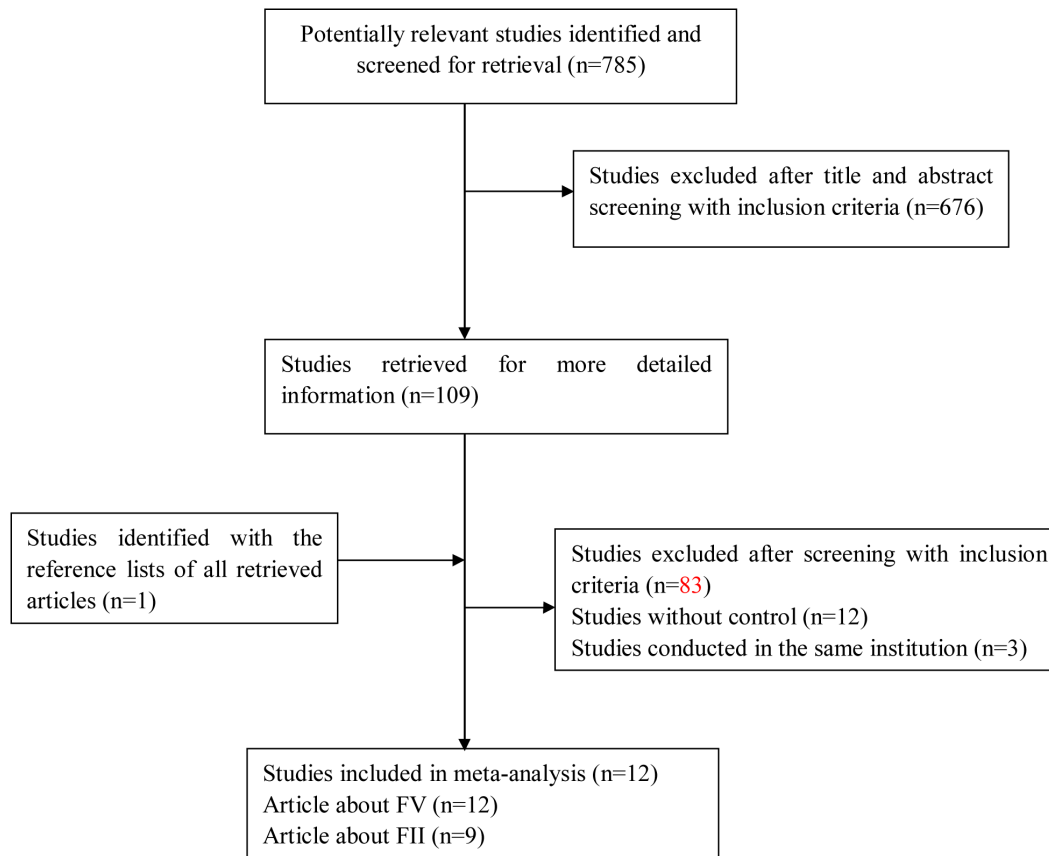 Potentially relevant studies identified and
screened for retrieval (n=785)
Studies excluded after title and abstract
screening with inclusion criteria (n=676)
Studies retrieved for more detailed
information (n=109)
Studies identified with the
reference lists of all retrieved
articles (n=1)
Studies excluded after screening with inclusion
criteria (n=83)
Studies without control (n=12)
Studies conducted in the same institution (n=3)
Studies included in meta-analysis (n=12)
Article about FV (n=12)
Article about FII (n=9)